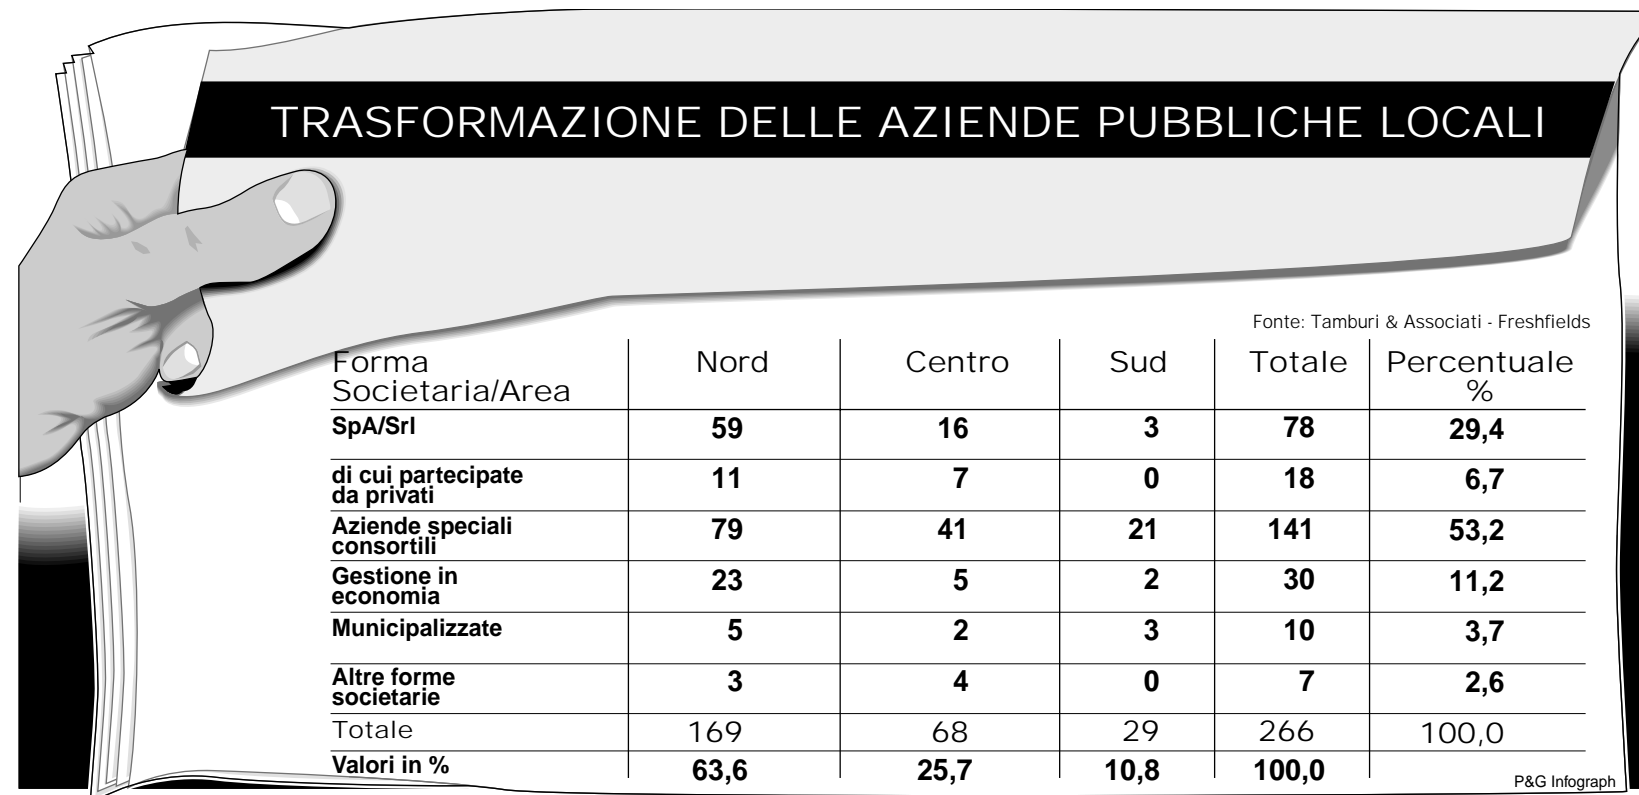 TRASFORMAZIONE DELLE AZIENDE PUBBLICHE LOCALI
Fonte: Tamburi & Associati - Freshfields
Forma Societaria/Area Nord Centro Sud Totale Percentuale %
SpA/Srl 59 16 3 78 29,4
di cui partecipate da privati 11 7 0 18 6,7
Aziende speciali consortili 79 41 21 141 53,2
Gestione in economia 23 5 2 30 11,2
Municipalizzate 5 2 3 10 3,7
Altre forme societarie 3 4 0 7 2,6
Totale 169 68 29 266 100,0
Valori in % 63,6 25,7 10,8 100,0
P&G Infograph